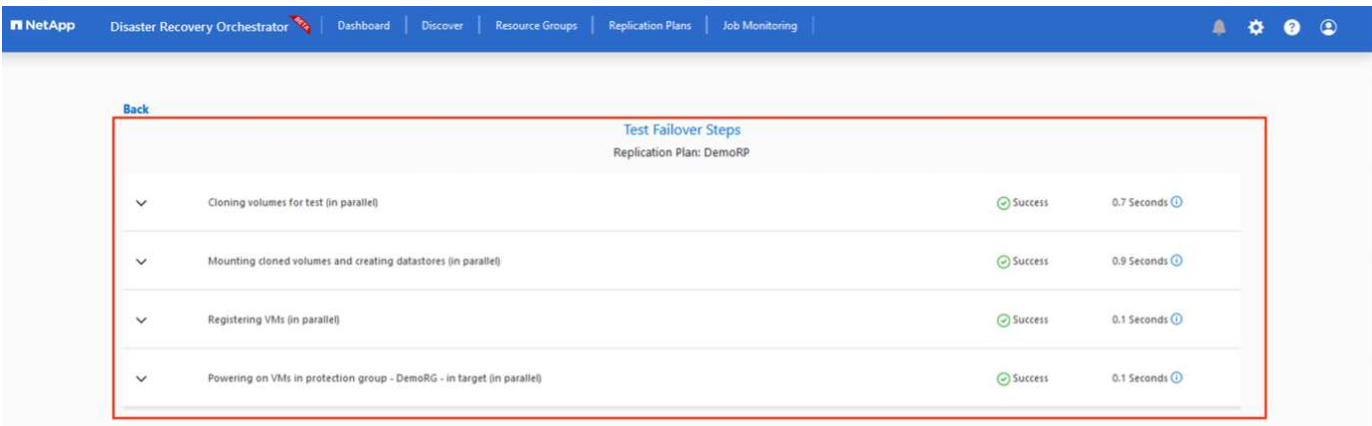 NetApp Disaster Recovery Orchestrator BETA Dashboard Discover Resource Groups Replication Plans Job Monitoring
Back
Test Failover Steps
Replication Plan: DemoRP
Cloning volumes for test (in parallel) Success 0.7 Seconds
Mounting cloned volumes and creating datastores (in parallel) Success 0.9 Seconds
Registering VMs (in parallel) Success 0.1 Seconds
Powering on VMs in protection group - DemoRG - in target (in parallel) Success 0.1 Seconds